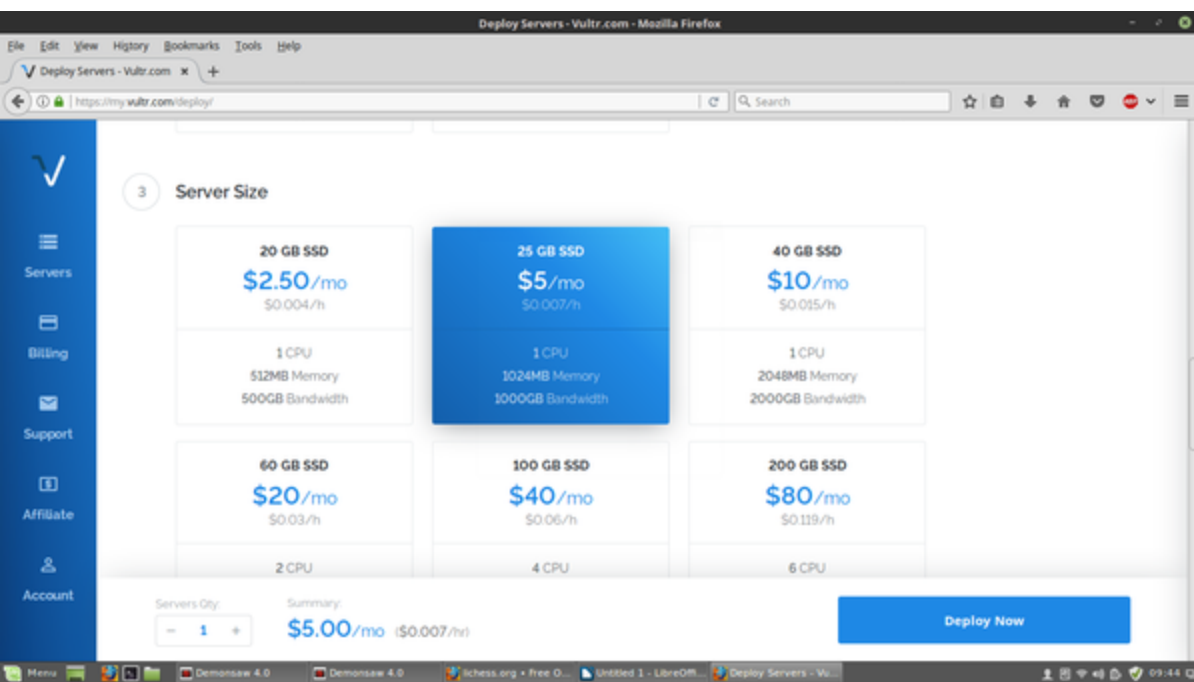 Deploy Servers - Vultr.com - Mozilla Firefox
File Edit View History Bookmarks Tools Help
Deploy Servers - Vultr.com
https://my.vultr.com/deploy/
Search
3 Server Size
Servers
Billing
Support
Affiliate
Account
20 GB SSD
$2.50/mo
$0.004/h
1 CPU
512MB Memory
500GB Bandwidth
25 GB SSD
$5/mo
$0.007/h
1 CPU
1024MB Memory
1000GB Bandwidth
40 GB SSD
$10/mo
$0.015/h
1 CPU
2048MB Memory
2000GB Bandwidth
60 GB SSD
$20/mo
$0.03/h
2 CPU
100 GB SSD
$40/mo
$0.06/h
4 CPU
200 GB SSD
$80/mo
$0.119/h
6 CPU
Servers Qty:
1
Summary:
$5.00/mo ($0.007/hr)
Deploy Now
Menu Demonsaw 4.0 Demonsaw 4.0 lichess.org • Free O... Untitled 1 - LibreOffi... Deploy Servers - Vu... 09:44